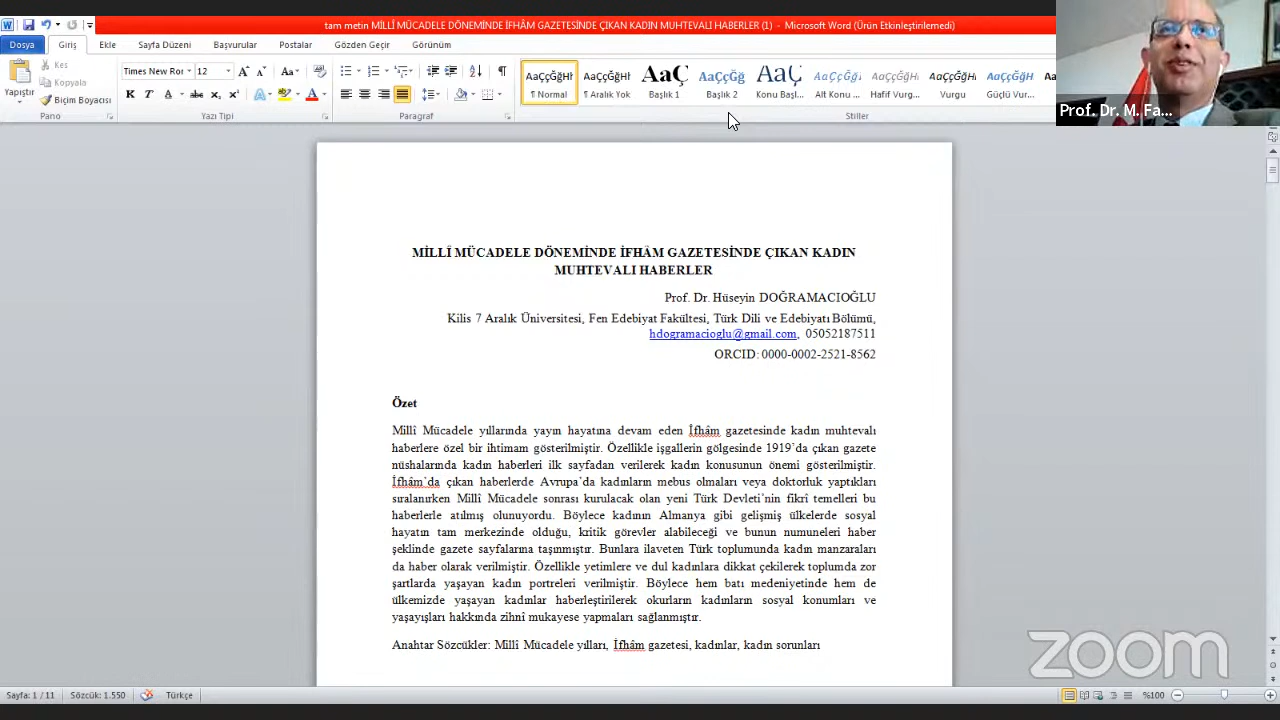 tam metin MİLLÎ MÜCADELE DÖNEMİNDE İFHÂM GAZETESİNDE ÇIKAN KADIN MUHTEVALI HABERLER (1) - Microsoft Word (Ürün Etkinleştirilemedi)
Dosya Giriş Ekle Sayfa Düzeni Başvurular Postalar Gözden Geçir Görünüm
Yapıştır
Kes
Kopyala
Biçim Boyacısı
Times New Ror 12
AaÇçĞğHł AaÇçĞğHł AaÇ AaÇçĞğ AaÇ AaÇçĞğİ AaÇçĞğİ AaÇçĞğH AaÇçĞğH
¶ Normal ¶ Aralık Yok Başlık 1 Başlık 2 Konu Başl... Alt Konu ... Hafif Vurg... Vurgu Güçlü Vur...
Pano Yazı Tipi Paragraf Stiller
Prof. Dr. M. Fa...
MİLLÎ MÜCADELE DÖNEMİNDE İFHÂM GAZETESİNDE ÇIKAN KADIN
MUHTEVALI HABERLER
Prof. Dr. Hüseyin DOĞRAMACIOĞLU
Kilis 7 Aralık Üniversitesi, Fen Edebiyat Fakültesi, Türk Dili ve Edebiyatı Bölümü,
hdogramacioglu@gmail.com, 05052187511
ORCID: 0000-0002-2521-8562
Özet
Millî Mücadele yıllarında yayın hayatına devam eden İfhâm gazetesinde kadın muhtevalı
haberlere özel bir ihtimam gösterilmiştir. Özellikle işgallerin gölgesinde 1919’da çıkan gazete
nüshalarında kadın haberleri ilk sayfadan verilerek kadın konusunun önemi gösterilmiştir.
İfhâm’da çıkan haberlerde Avrupa’da kadınların mebus olmaları veya doktorluk yaptıkları
sıralanırken Millî Mücadele sonrası kurulacak olan yeni Türk Devleti’nin fikrî temelleri bu
haberlerle atılmış olunuyordu. Böylece kadının Almanya gibi gelişmiş ülkelerde sosyal
hayatın tam merkezinde olduğu, kritik görevler alabileceği ve bunun numuneleri haber
şeklinde gazete sayfalarına taşınmıştır. Bunlara ilaveten Türk toplumunda kadın manzaraları
da haber olarak verilmiştir. Özellikle yetimlere ve dul kadınlara dikkat çekilerek toplumda zor
şartlarda yaşayan kadın portreleri verilmiştir. Böylece hem batı medeniyetinde hem de
ülkemizde yaşayan kadınlar haberleştirilerek okurların kadınların sosyal konumları ve
yaşayışları hakkında zihnî mukayese yapmaları sağlanmıştır.
Anahtar Sözcükler: Millî Mücadele yılları, İfhâm gazetesi, kadınlar, kadın sorunları
zoom
Sayfa: 1 / 11 Sözcük: 1.550 Türkçe %100